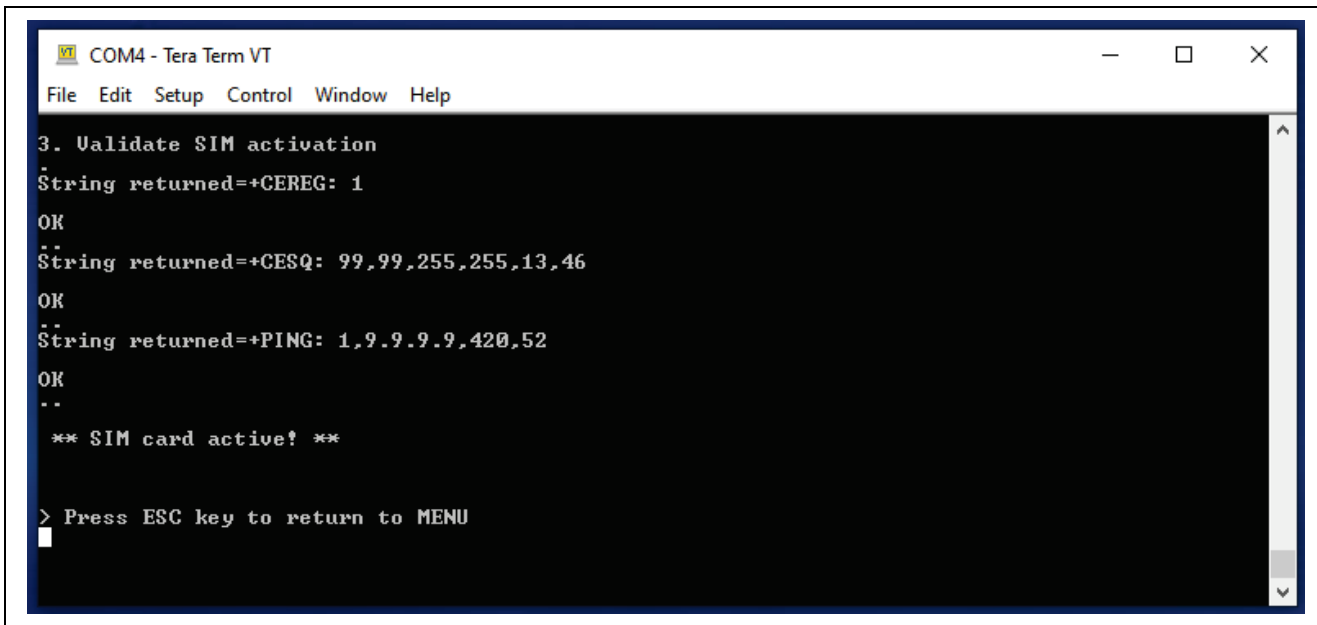 COM4 - Tera Term VT
File Edit Setup Control Window Help
3. Validate SIM activation
.
String returned=+CEREG: 1
OK
--
String returned=+CESQ: 99,99,255,255,13,46
OK
--
String returned=+PING: 1,9.9.9.9,420,52
OK
--
** SIM card active! **
> Press ESC key to return to MENU